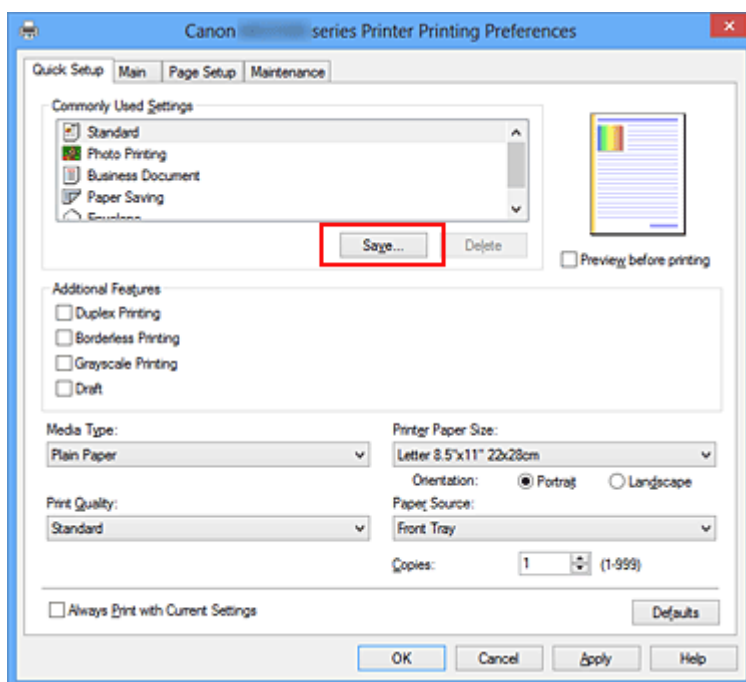 Canon series Printer Printing Preferences
Quick Setup Main Page Setup Maintenance
Commonly Used Settings
Standard
Photo Printing
Business Document
Paper Saving
Envelope
Save... Delete
Preview before printing
Additional Features
Duplex Printing
Borderless Printing
Grayscale Printing
Draft
Media Type:
Plain Paper
Printer Paper Size:
Letter 8.5"x11" 22x28cm
Orientation: Portrait Landscape
Print Quality:
Standard
Paper Source:
Front Tray
Copies: 1 (1-999)
Always Print with Current Settings
Defaults
OK Cancel Apply Help